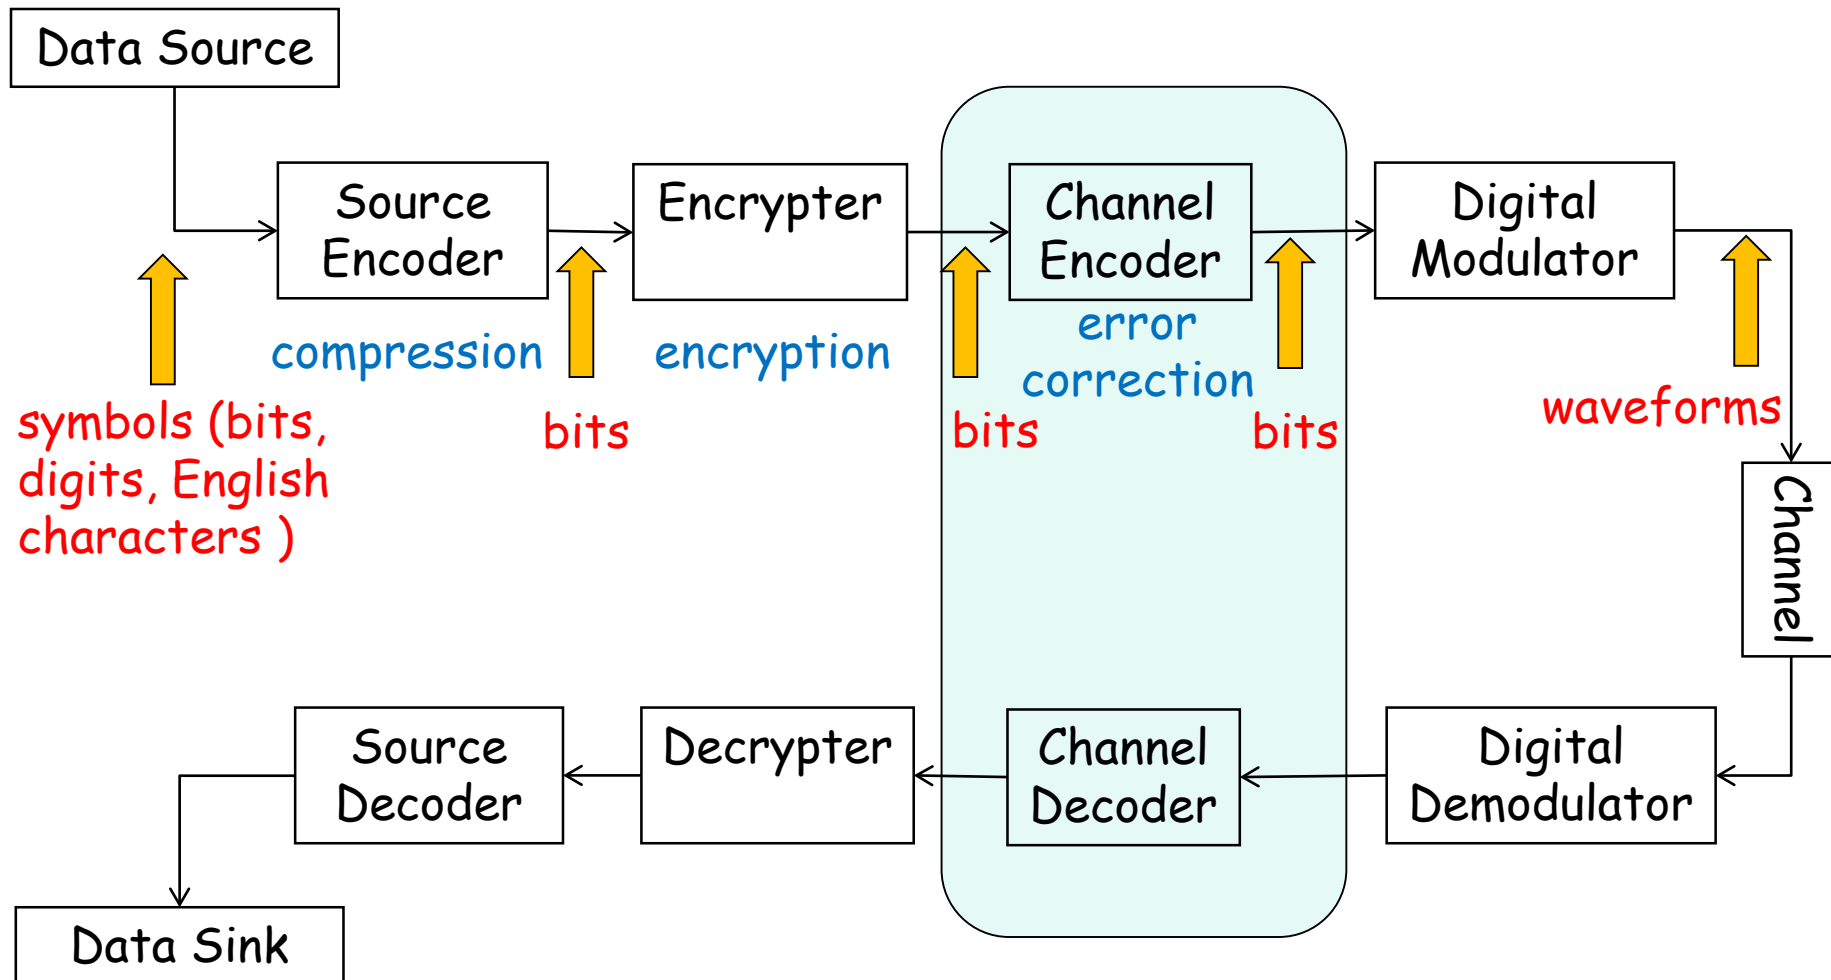 Data Source
Source
Encoder
Encrypter
Channel
Encoder
Digital
Modulator
compression
encryption
error
correction
symbols (bits,
digits, English
characters )
bits
bits
bits
waveforms
Channel
Source
Decoder
Decrypter
Channel
Decoder
Digital
Demodulator
Data Sink